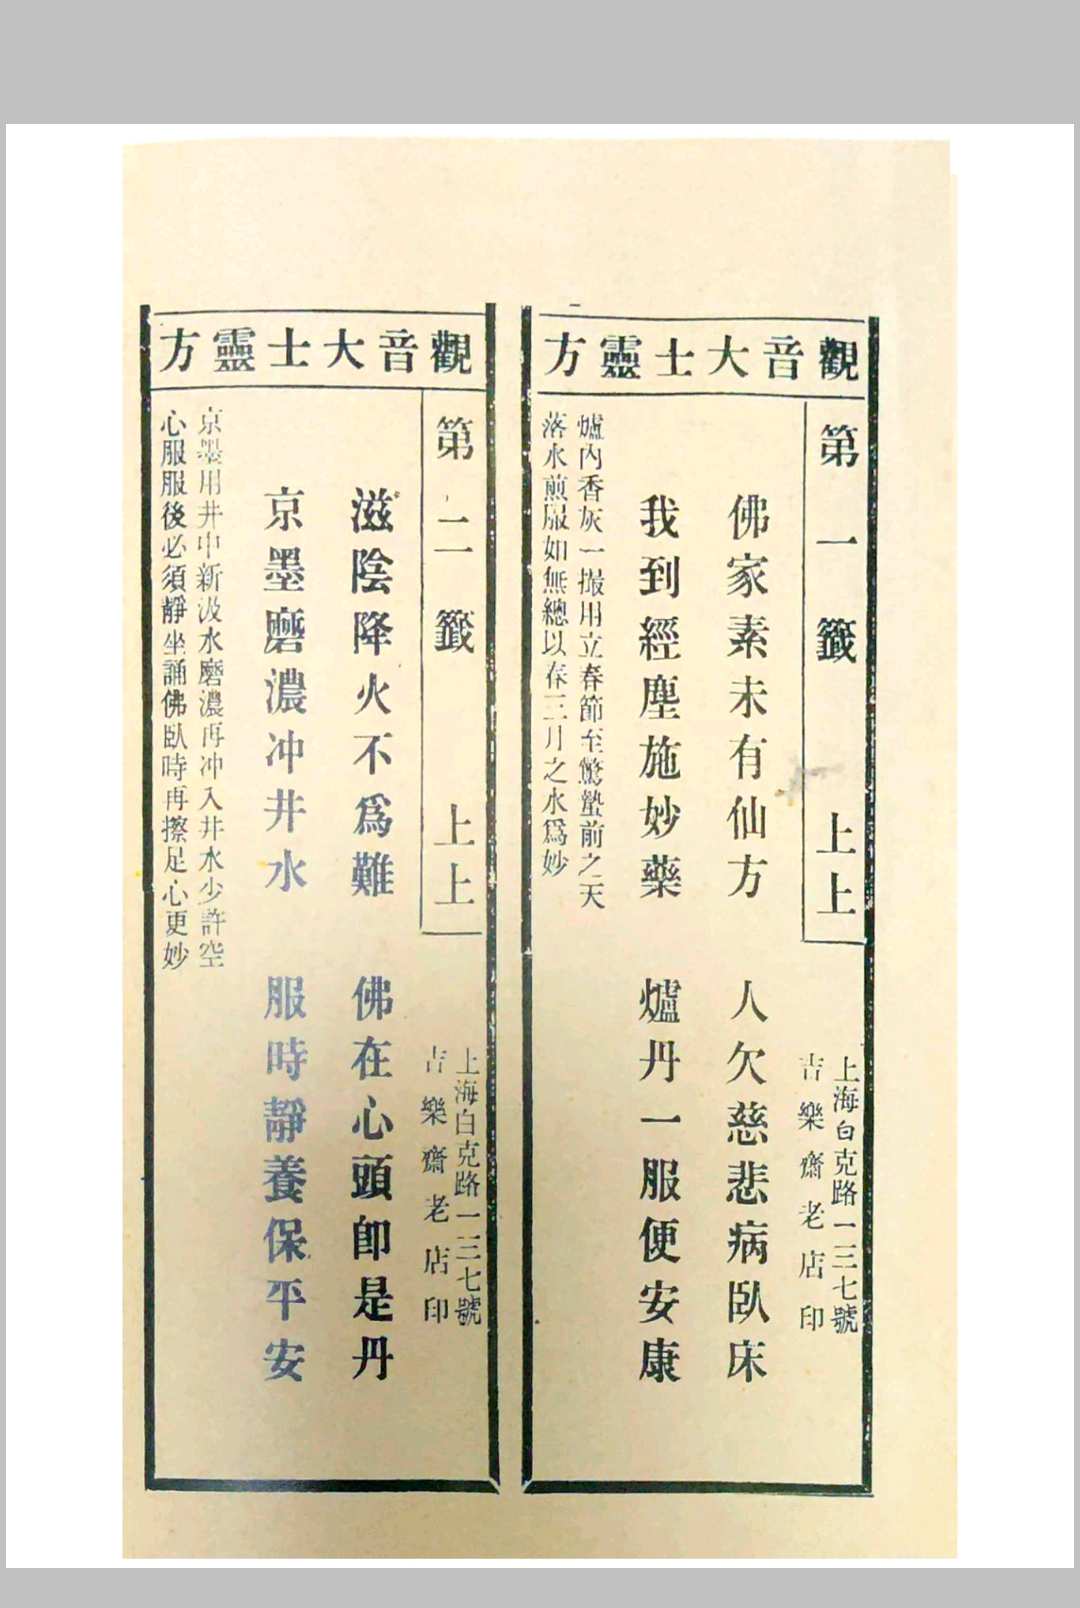 觀音大士靈方
第一籤 上上
上海白克路一三七號
吉樂齋老店印
佛家素未有仙方 人欠慈悲病臥床
我到經塵施妙藥 爐丹一服便安康
爐內香灰一撮用立春節至驚蟄前之天
落水煎服如無總以春三月之水爲妙
觀音大士靈方
第二籤 上上
上海白克路一三七號
吉樂齋老店印
滋陰降火不爲難 佛在心頭卽是丹
京墨磨濃冲井水 服時靜養保平安
京墨用井中新汲水磨濃再冲入井水少許空
心服服後必須靜坐誦佛臥時再擦足心更妙